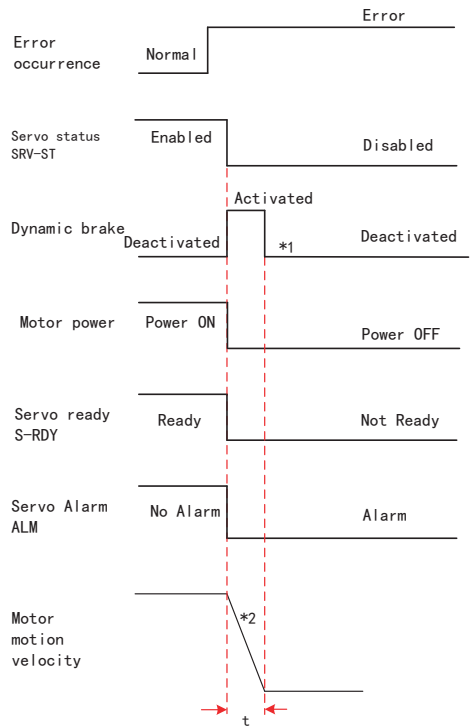 Error
Error
occurrence
Normal
Servo status
SRV-ST
Enabled
Disabled
Activated
Dynamic brake
Deactivated
*1
Deactivated
Motor power
Power ON
Power OFF
Servo ready
S-RDY
Ready
Not Ready
Servo Alarm
ALM
No Alarm
Alarm
Motor
motion
velocity
*2
t